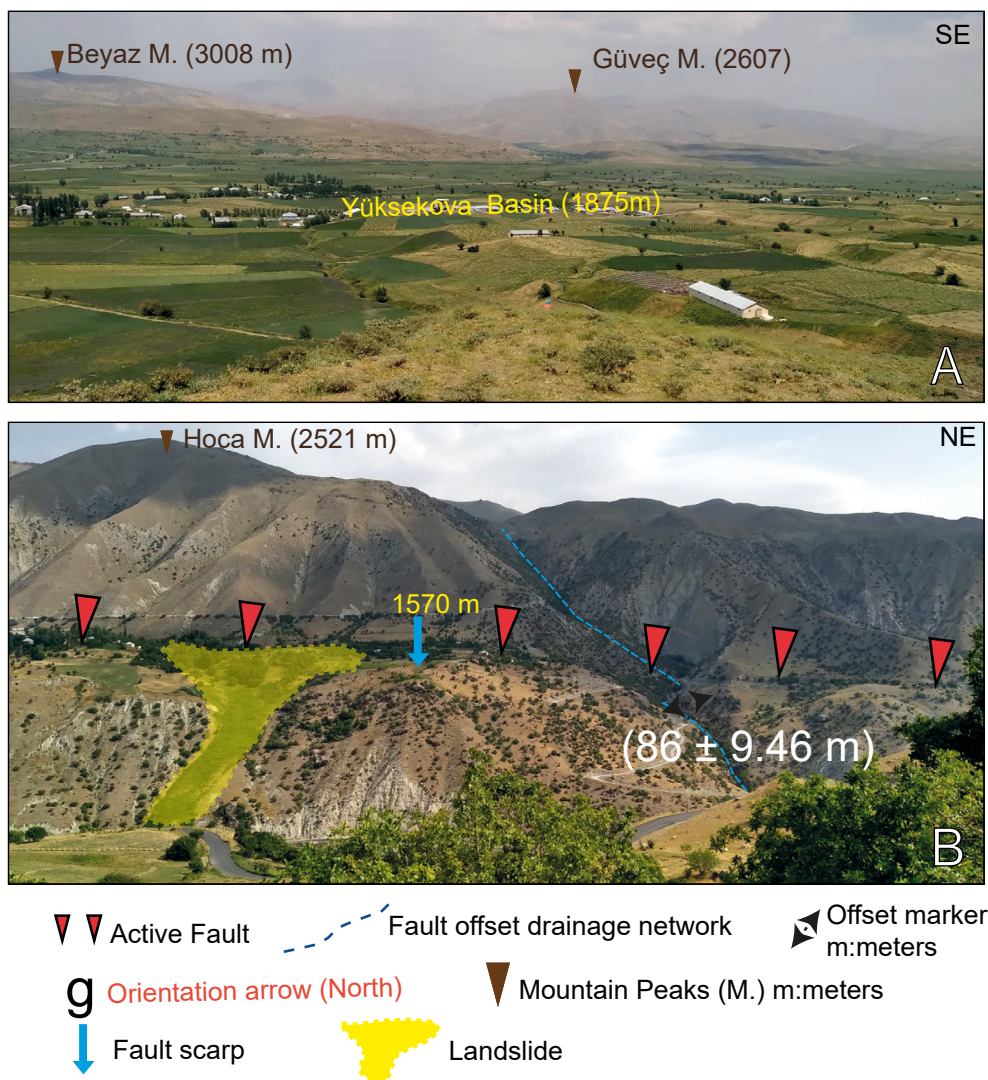 SE
Beyaz M. (3008 m)
Güveç M. (2607)
Yüksekova Basin (1875m)
A
NE
Hoca M. (2521 m)
1570 m
(86 ± 9.46 m)
B
Active Fault
Fault offset drainage network
Offset marker
m:meters
g Orientation arrow (North)
Mountain Peaks (M.) m:meters
Fault scarp
Landslide